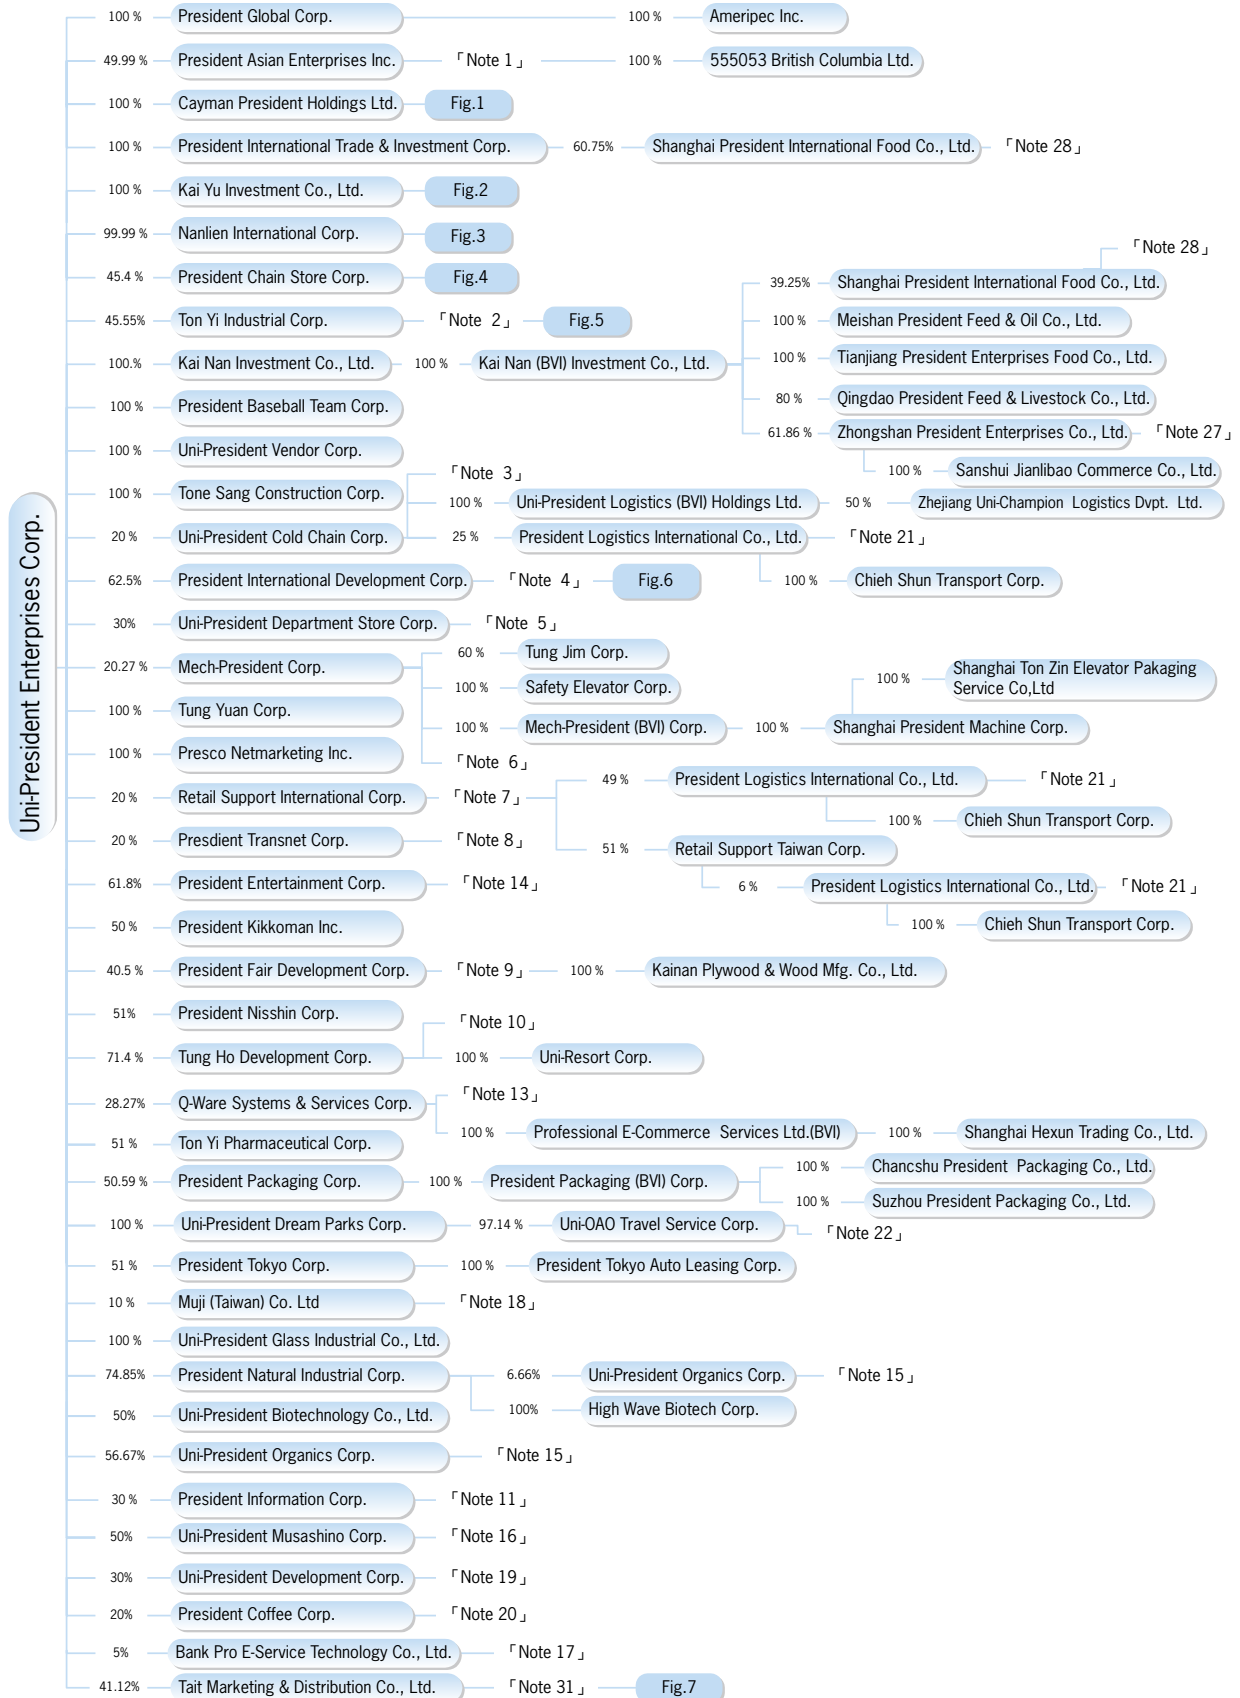 Uni-President Enterprises Corp.
100 % President Global Corp. 100 % Ameripec Inc.
49.99 % President Asian Enterprises Inc. 「Note 1」 100 % 555053 British Columbia Ltd.
100 % Cayman President Holdings Ltd. Fig.1
100 % President International Trade & Investment Corp. 60.75% Shanghai President International Food Co., Ltd. 「Note 28」
100 % Kai Yu Investment Co., Ltd. Fig.2
99.99 % Nanlien International Corp. Fig.3
「Note 28」
45.4 % President Chain Store Corp. Fig.4
39.25% Shanghai President International Food Co., Ltd.
45.55% Ton Yi Industrial Corp. 「Note 2」 Fig.5
100 % Meishan President Feed & Oil Co., Ltd.
100.% Kai Nan Investment Co., Ltd. 100 % Kai Nan (BVI) Investment Co., Ltd.
100 % Tianjiang President Enterprises Food Co., Ltd.
100 % President Baseball Team Corp.
80 % Qingdao President Feed & Livestock Co., Ltd.
61.86 % Zhongshan President Enterprises Co., Ltd. 「Note 27」
100 % Uni-President Vendor Corp.
100 % Sanshui Jianlibao Commerce Co., Ltd.
「Note 3」
100 % Tone Sang Construction Corp.
100 % Uni-President Logistics (BVI) Holdings Ltd. 50 % Zhejiang Uni-Champion Logistics Dvpt. Ltd.
20 % Uni-President Cold Chain Corp. 25 % President Logistics International Co., Ltd. 「Note 21」
62.5% President International Development Corp. 「Note 4」 Fig.6
100 % Chieh Shun Transport Corp.
30% Uni-President Department Store Corp. 「Note 5」
60 % Tung Jim Corp.
20.27 % Mech-President Corp.
100 % Shanghai Ton Zin Elevator Pakaging
Service Co,Ltd
100 % Safety Elevator Corp.
100 % Tung Yuan Corp.
100 % Mech-President (BVI) Corp. 100 % Shanghai President Machine Corp.
100 % Presco Netmarketing Inc.
「Note 6」
49 % President Logistics International Co., Ltd. 「Note 21」
20 % Retail Support International Corp. 「Note 7」
100 % Chieh Shun Transport Corp.
20 % Presdient Transnet Corp. 「Note 8」
51 % Retail Support Taiwan Corp.
61.8% President Entertainment Corp. 「Note 14」
6 % President Logistics International Co., Ltd. 「Note 21」
50 % President Kikkoman Inc.
100 % Chieh Shun Transport Corp.
40.5 % President Fair Development Corp. 「Note 9」 100 % Kainan Plywood & Wood Mfg. Co., Ltd.
51% President Nisshin Corp.
「Note 10」
71.4 % Tung Ho Development Corp. 100 % Uni-Resort Corp.
「Note 13」
28.27% Q-Ware Systems & Services Corp.
100 % Professional E-Commerce Services Ltd.(BVI) 100 % Shanghai Hexun Trading Co., Ltd.
51 % Ton Yi Pharmaceutical Corp.
100 % Chancshu President Packaging Co., Ltd.
50.59 % President Packaging Corp. 100 % President Packaging (BVI) Corp.
100 % Suzhou President Packaging Co., Ltd.
100 % Uni-President Dream Parks Corp. 97.14 % Uni-OAO Travel Service Corp. 「Note 22」
51 % President Tokyo Corp. 100 % President Tokyo Auto Leasing Corp.
10 % Muji (Taiwan) Co. Ltd 「Note 18」
100 % Uni-President Glass Industrial Co., Ltd.
74.85% President Natural Industrial Corp. 6.66% Uni-President Organics Corp. 「Note 15」
100% High Wave Biotech Corp.
50% Uni-President Biotechnology Co., Ltd.
56.67% Uni-President Organics Corp. 「Note 15」
30 % President Information Corp. 「Note 11」
50% Uni-President Musashino Corp. 「Note 16」
30% Uni-President Development Corp. 「Note 19」
20% President Coffee Corp. 「Note 20」
5% Bank Pro E-Service Technology Co., Ltd. 「Note 17」
41.12% Tait Marketing & Distribution Co., Ltd. 「Note 31」 Fig.7